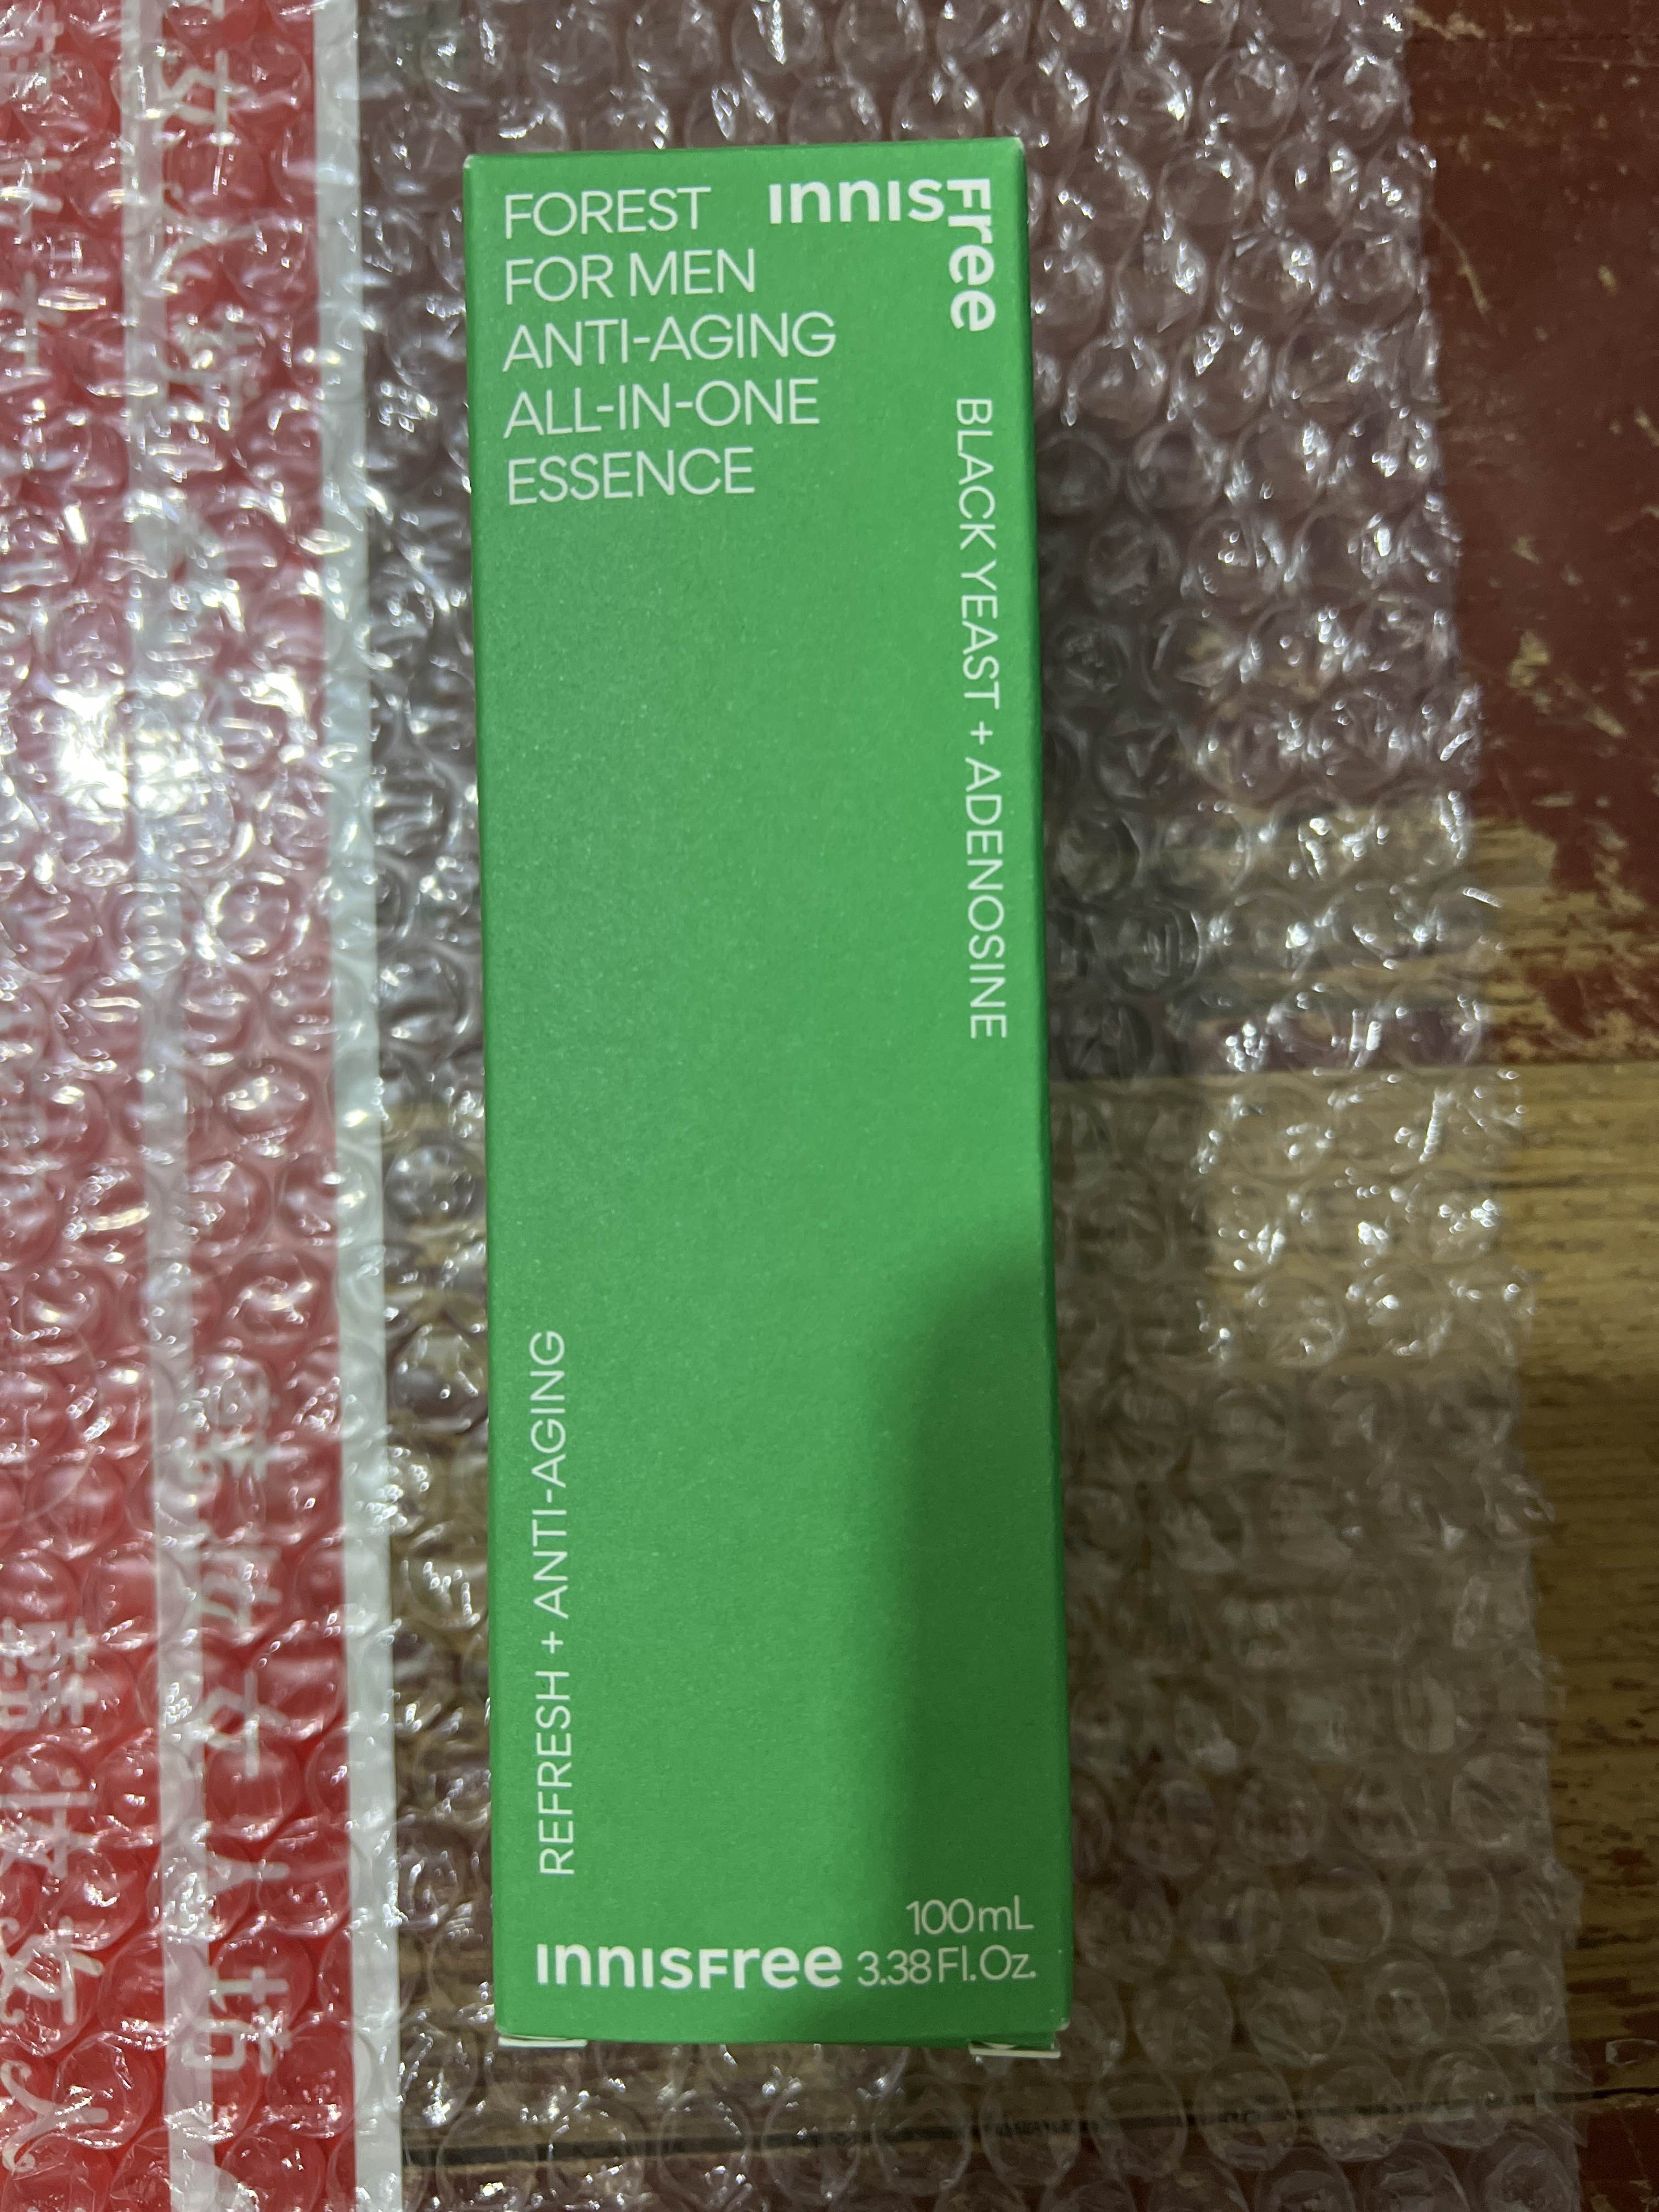 FOREST
FOR MEN
ANTI-AGING
ALL-IN-ONE
ESSENCE
INNISFree
BLACK YEAST + ADENOSINE
REFRESH + ANTI-AGING
100mL
INNISFree 3.38 Fl.Oz.